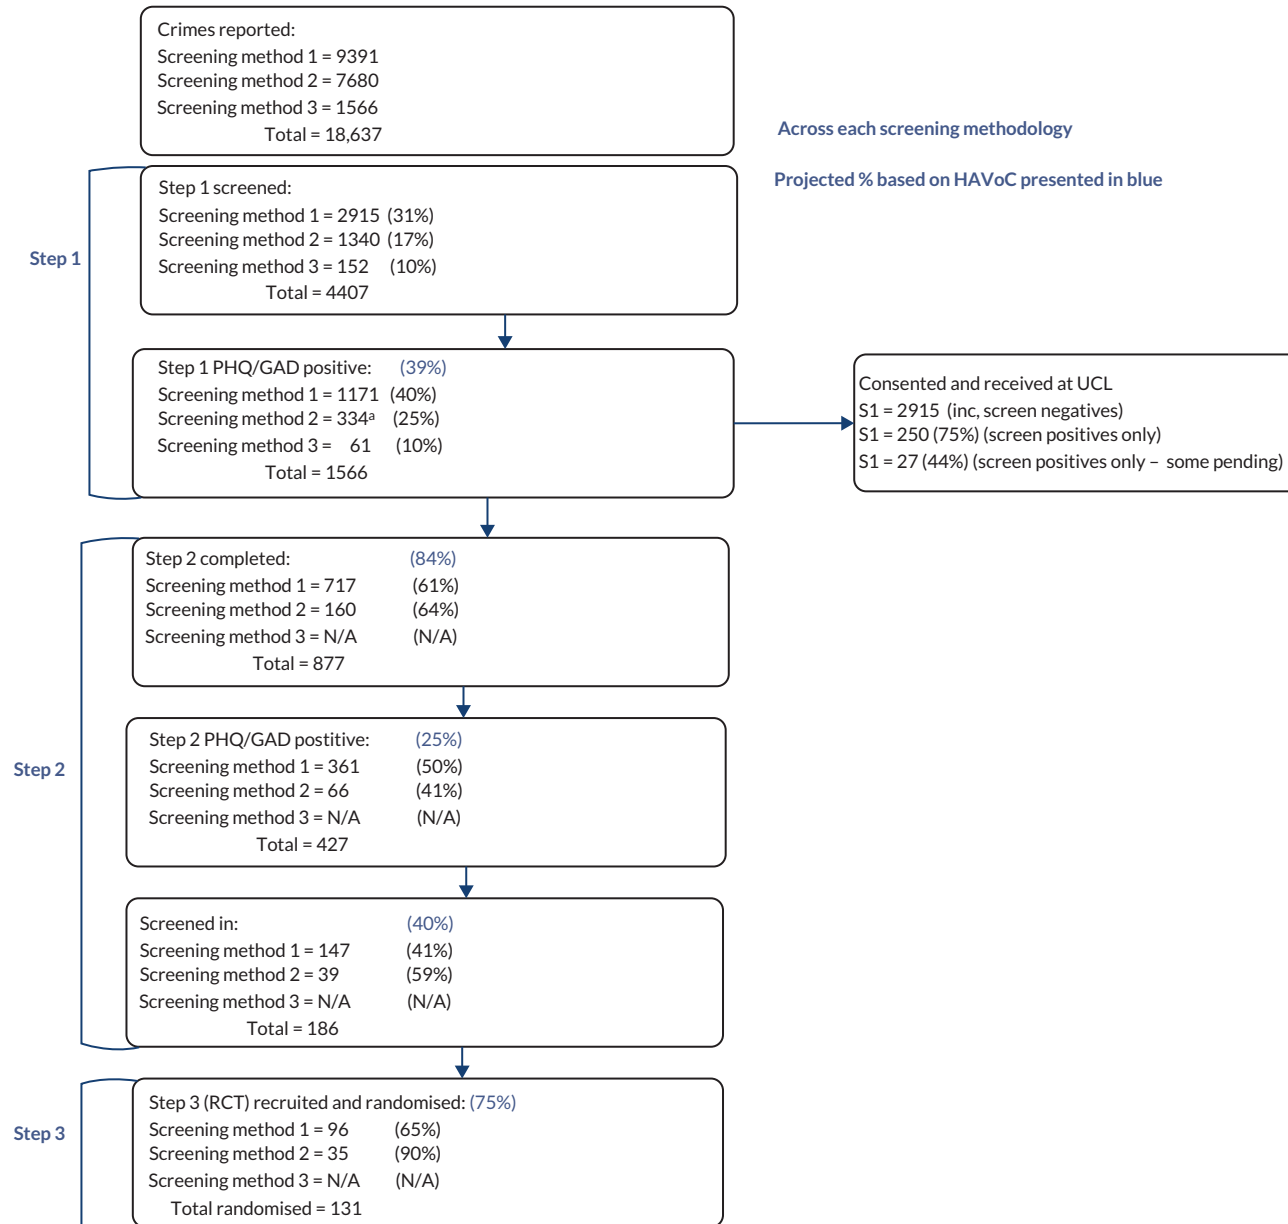 Crimes reported:
Screening method 1 = 9391
Screening method 2 = 7680
Screening method 3 = 1566
Total = 18,637
Across each screening methodology
Projected % based on HAVoC presented in blue
Step 1
Step 1 screened:
Screening method 1 = 2915 (31%)
Screening method 2 = 1340 (17%)
Screening method 3 = 152 (10%)
Total = 4407
Step 1 PHQ/GAD positive: (39%)
Screening method 1 = 1171 (40%)
Screening method 2 = 334ᵃ (25%)
Screening method 3 = 61 (10%)
Total = 1566
Consented and received at UCL
S1 = 2915 (inc, screen negatives)
S1 = 250 (75%) (screen positives only)
S1 = 27 (44%) (screen positives only – some pending)
Step 2
Step 2 completed: (84%)
Screening method 1 = 717 (61%)
Screening method 2 = 160 (64%)
Screening method 3 = N/A (N/A)
Total = 877
Step 2 PHQ/GAD postitive: (25%)
Screening method 1 = 361 (50%)
Screening method 2 = 66 (41%)
Screening method 3 = N/A (N/A)
Total = 427
Screened in: (40%)
Screening method 1 = 147 (41%)
Screening method 2 = 39 (59%)
Screening method 3 = N/A (N/A)
Total = 186
Step 3
Step 3 (RCT) recruited and randomised: (75%)
Screening method 1 = 96 (65%)
Screening method 2 = 35 (90%)
Screening method 3 = N/A (N/A)
Total randomised = 131